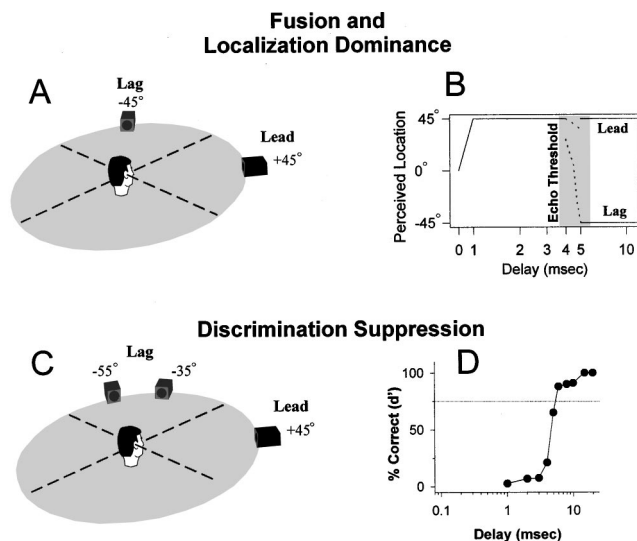 Fusion and
Localization Dominance
A
Lag
-45°
Lead
+45°
B
Perceived Location
45°
0°
-45°
Echo Threshold
Lead
Lag
0 1 2 3 4 5 10
Delay (msec)
Discrimination Suppression
C
Lag
-55° -35°
Lead
+45°
D
% Correct (d')
100
50
0
0.1 1 10
Delay (msec)